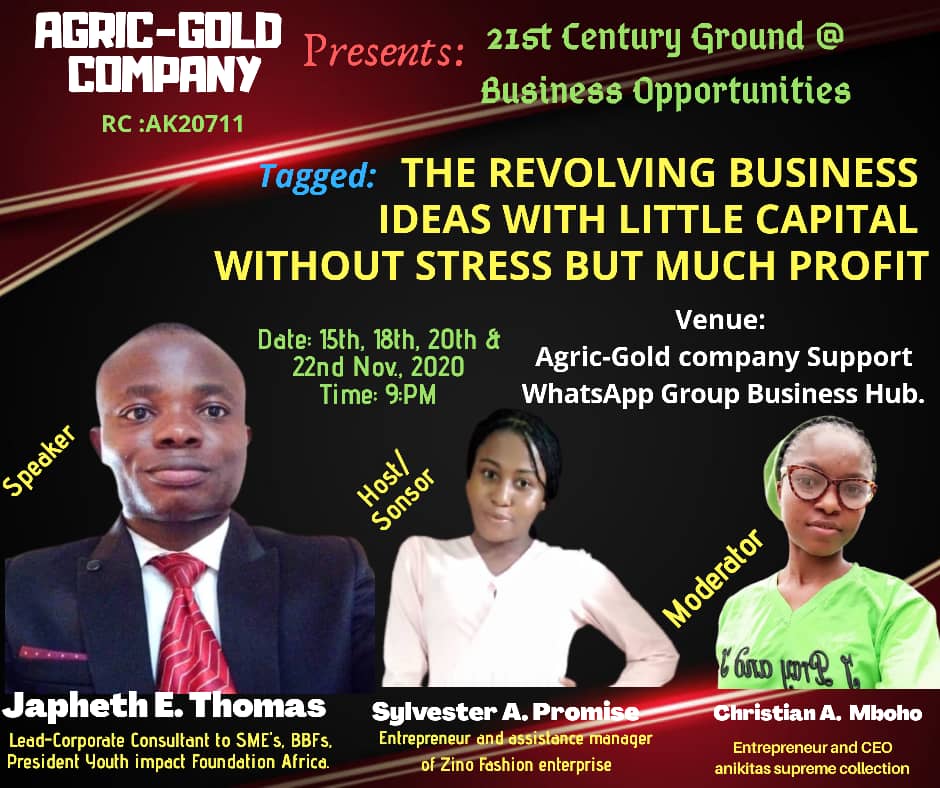 AGRIC-GOLD
COMPANY
RC :AK20711
Presents:
21st Century Ground @
Business Opportunities
Tagged: THE REVOLVING BUSINESS
IDEAS WITH LITTLE CAPITAL
WITHOUT STRESS BUT MUCH PROFIT
Date: 15th, 18th, 20th &
22nd Nov., 2020
Time: 9:PM
Venue:
Agric-Gold company Support
WhatsApp Group Business Hub.
Speaker
Host/
Sonsor
Moderator
Japheth E. Thomas
Lead-Corporate Consultant to SME's, BBFs,
President Youth impact Foundation Africa.
Sylvester A. Promise
Entrepreneur and assistance manager
of Zino Fashion enterprise
Christian A. Mboho
Entrepreneur and CEO
anikitas supreme collection